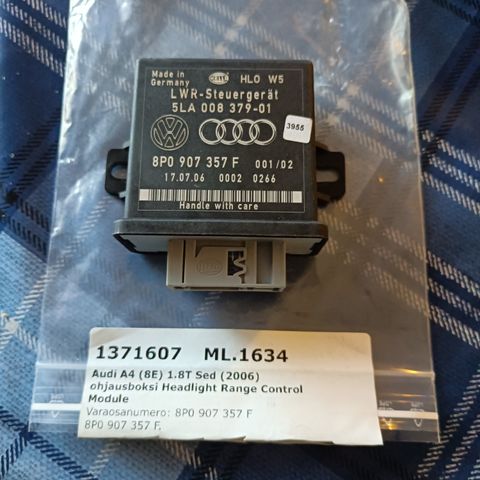 Made in
Germany
HELLA
HLO W5
LWR-Steuergerät
5LA 008 379-01
3955
8P0 907 357 F 001/02
17.07.06 0002 0266
Handle with care
1371607 ML.1634
Audi A4 (8E) 1.8T Sed (2006)
ohjausboksi Headlight Range Control
Module
Varaosanumero: 8P0 907 357 F
8P0 907 357 F.